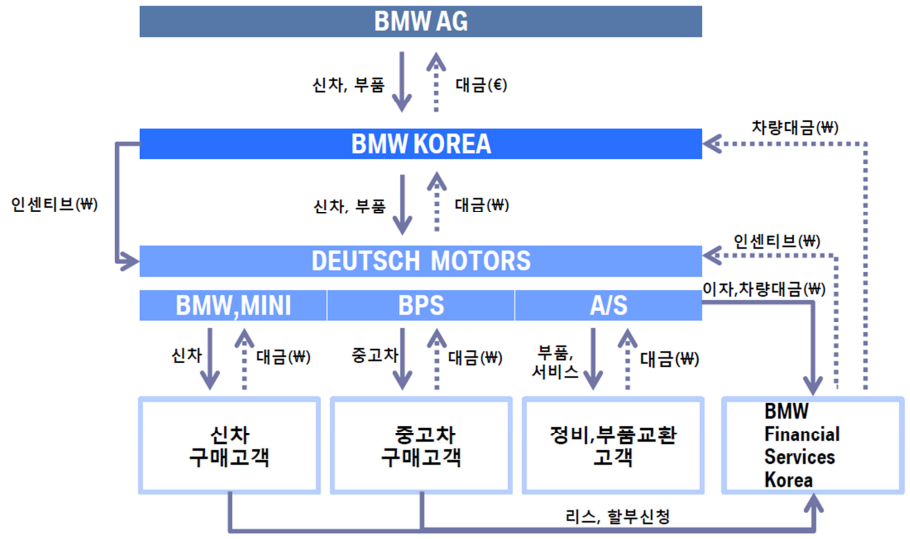 BMW AG
신차, 부품
대금(€)
차량대금(₩)
BMW KOREA
인센티브(₩)
신차, 부품
대금(₩)
인센티브(₩)
DEUTSCH MOTORS
이자,차량대금(₩)
BMW,MINI
BPS
A/S
신차
대금(₩)
중고차
대금(₩)
부품,
서비스
대금(₩)
신차
구매고객
중고차
구매고객
정비,부품교환
고객
BMW
Financial
Services
Korea
리스, 할부신청